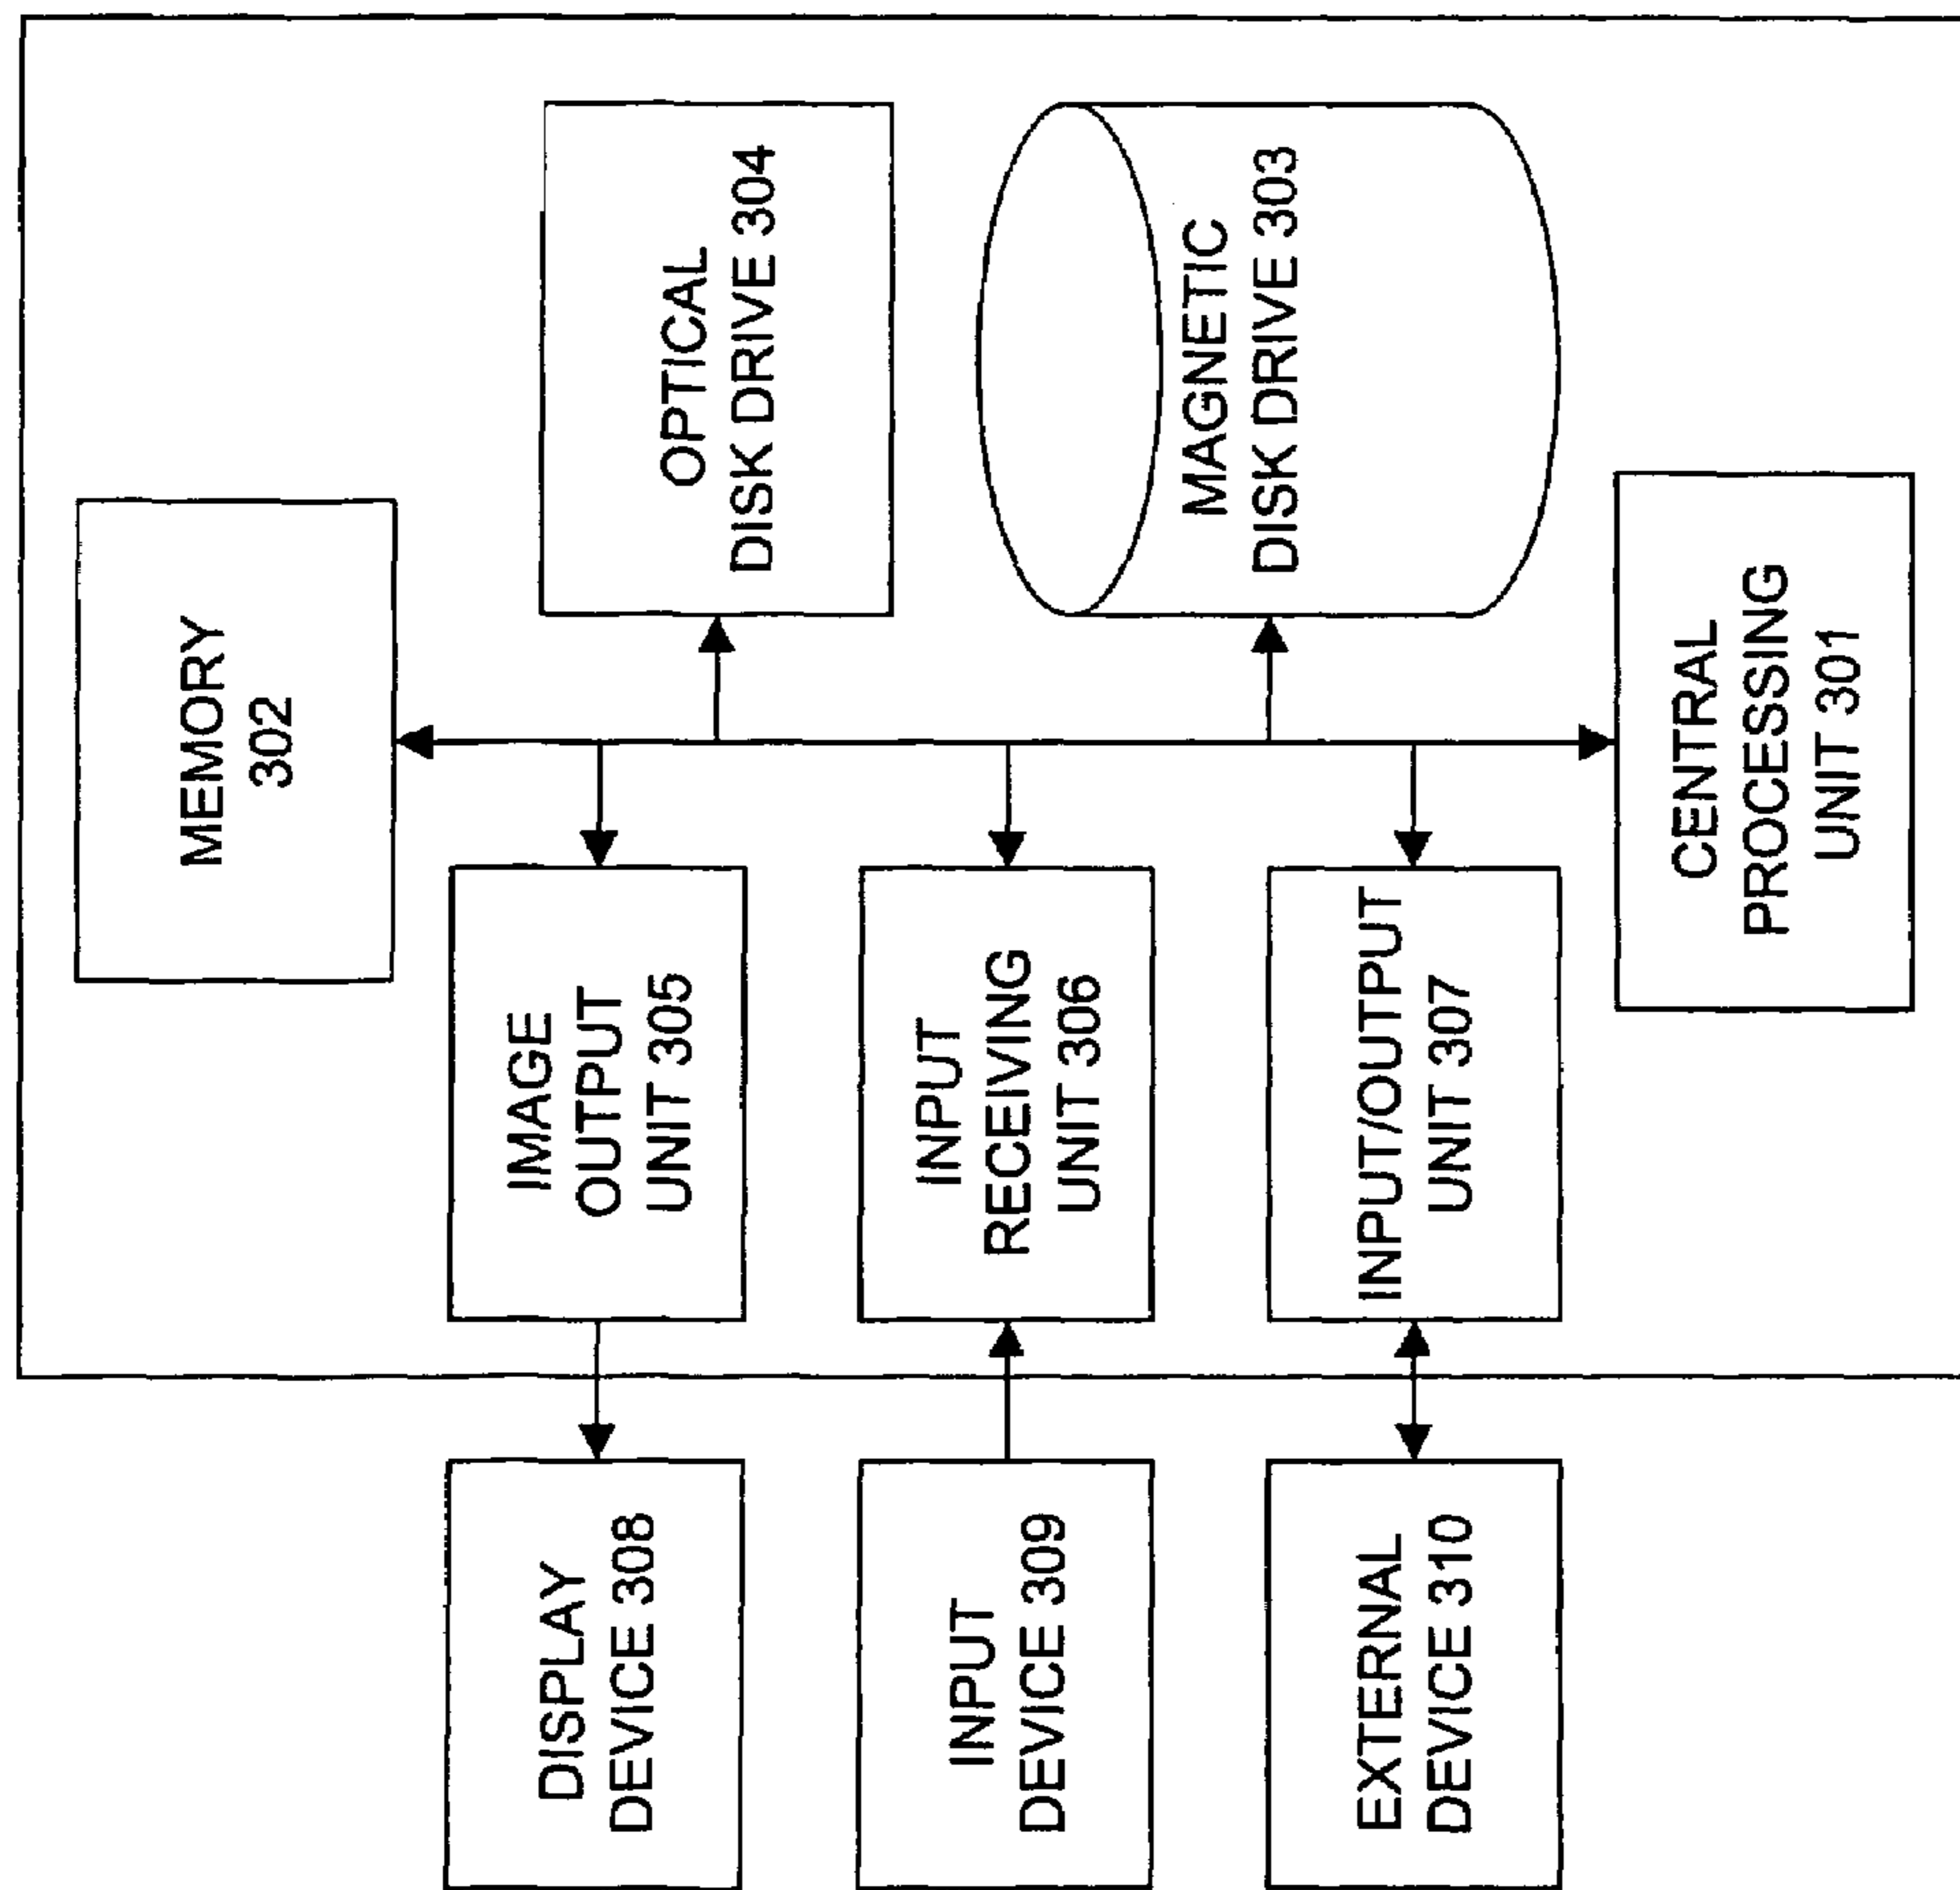 MEMORY
302
OPTICAL
DISK DRIVE 304
MAGNETIC
DISK DRIVE 303
CENTRAL
PROCESSING
UNIT 301
IMAGE
OUTPUT
UNIT 305
INPUT
RECEIVING
UNIT 306
INPUT/OUTPUT
UNIT 307
DISPLAY
DEVICE 308
INPUT
DEVICE 309
EXTERNAL
DEVICE 310